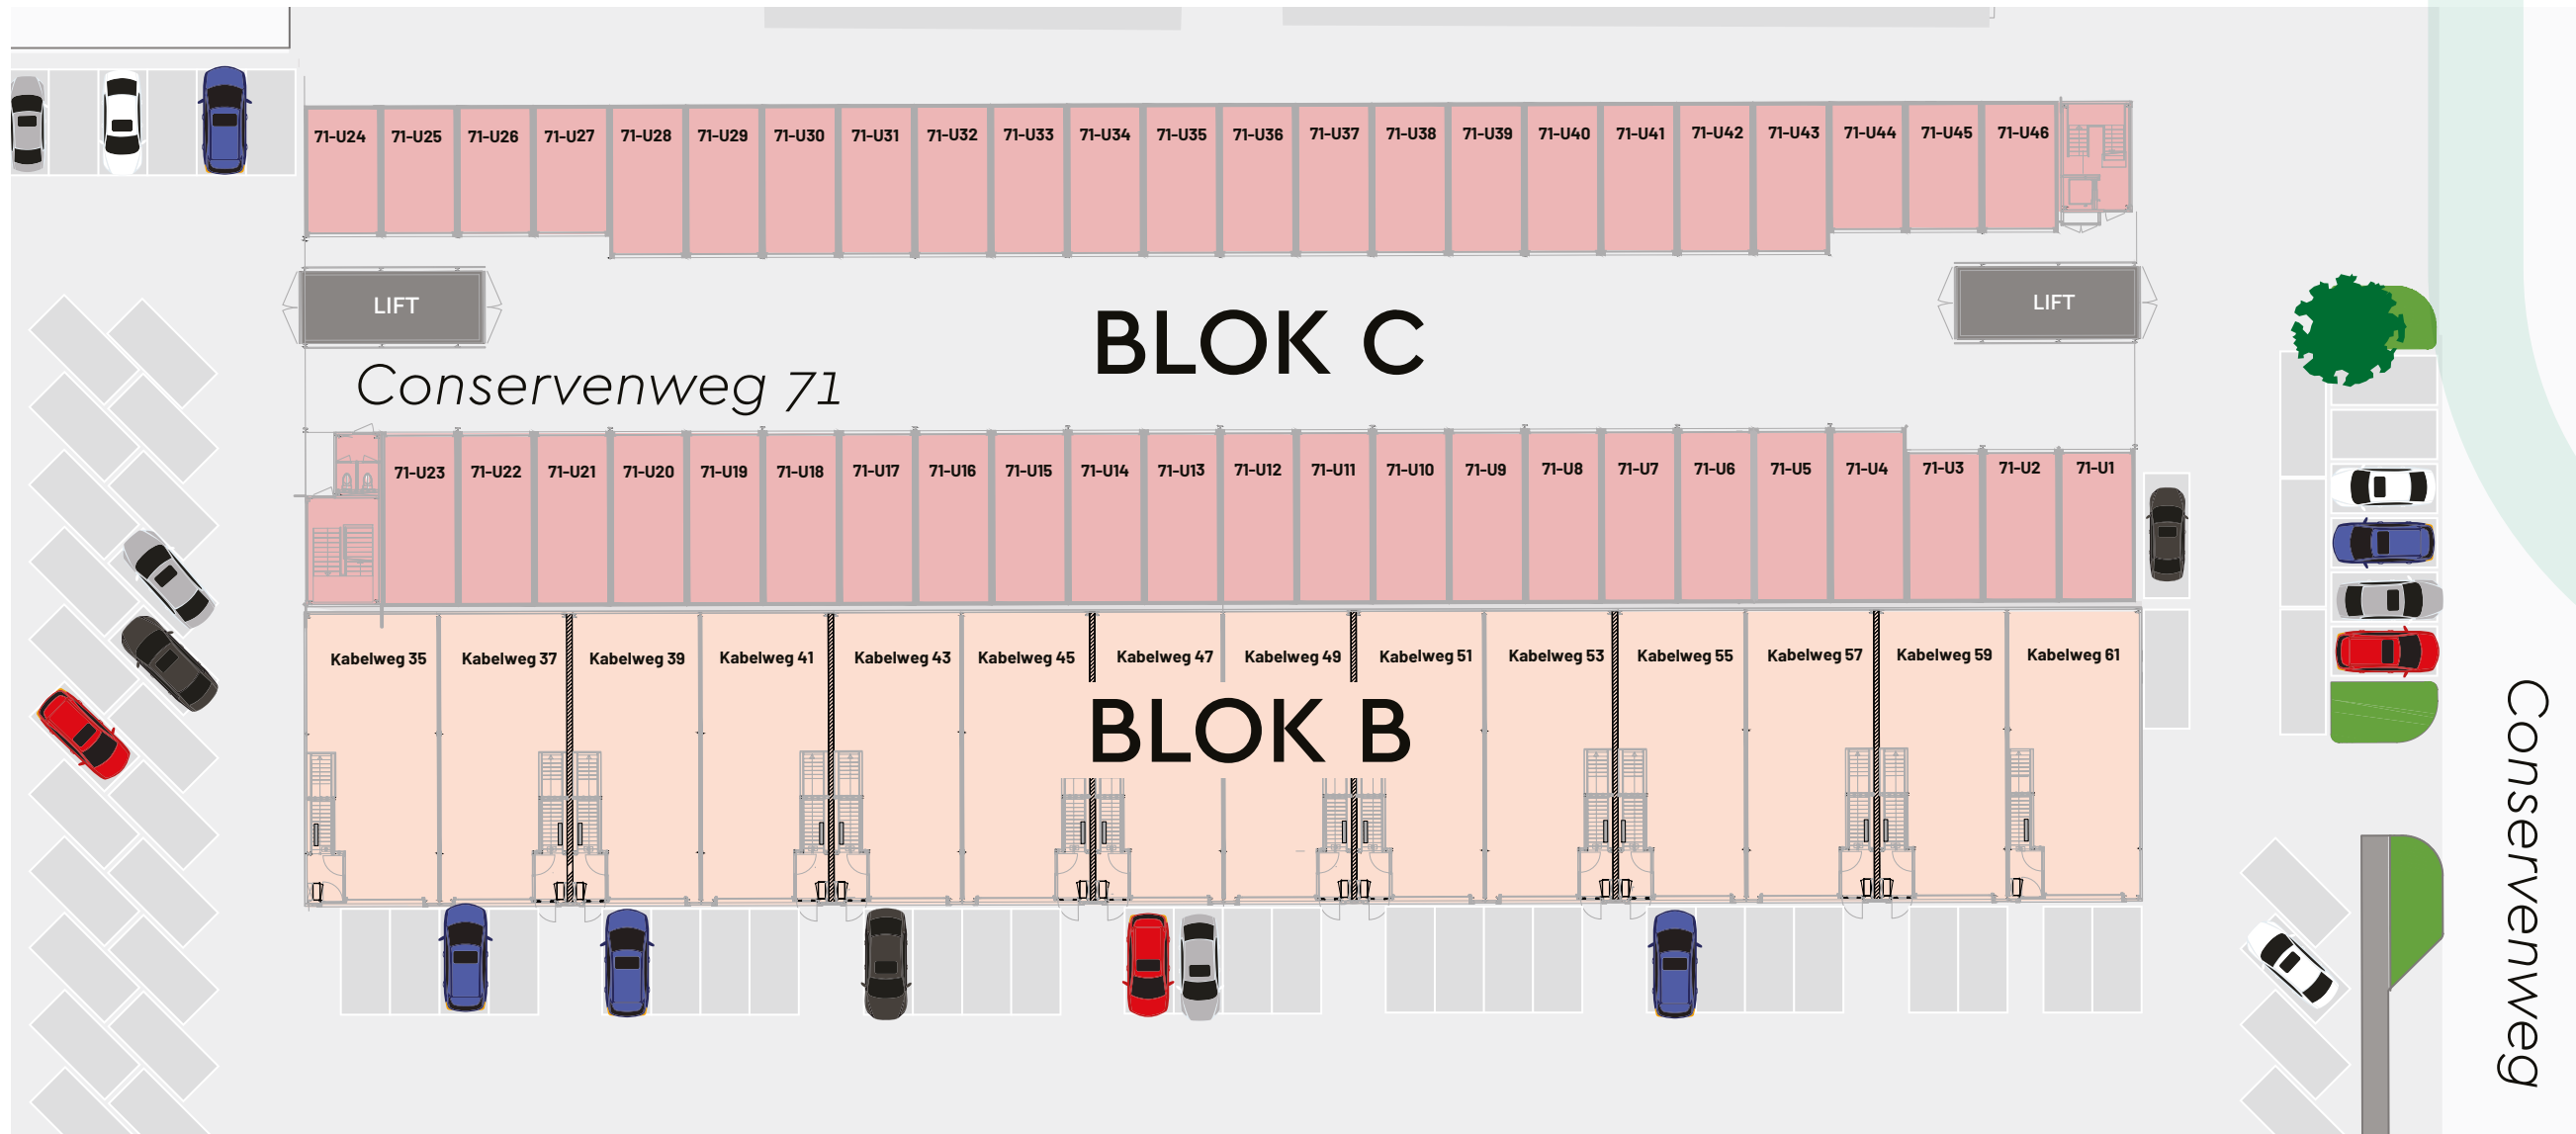 71-U24 71-U25 71-U26 71-U27 71-U28 71-U29 71-U30 71-U31 71-U32 71-U33 71-U34 71-U35 71-U36 71-U37 71-U38 71-U39 71-U40 71-U41 71-U42 71-U43 71-U44 71-U45 71-U46
LIFT
LIFT
BLOK C
Conservenweg 71
71-U23 71-U22 71-U21 71-U20 71-U19 71-U18 71-U17 71-U16 71-U15 71-U14 71-U13 71-U12 71-U11 71-U10 71-U9 71-U8 71-U7 71-U6 71-U5 71-U4 71-U3 71-U2 71-U1
Kabelweg 35 Kabelweg 37 Kabelweg 39 Kabelweg 41 Kabelweg 43 Kabelweg 45 Kabelweg 47 Kabelweg 49 Kabelweg 51 Kabelweg 53 Kabelweg 55 Kabelweg 57 Kabelweg 59 Kabelweg 61
BLOK B
Conservenweg